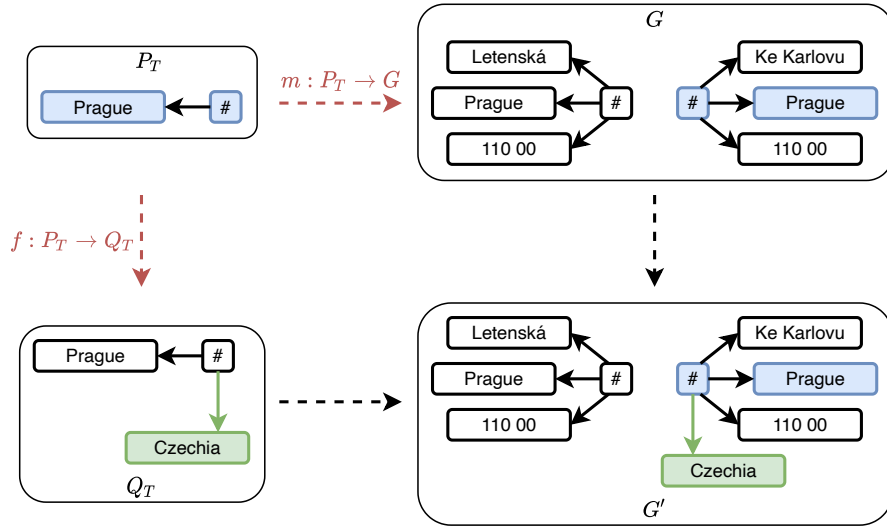 P_T
Prague #
m : P_T → G
G
Letenská
Prague #
110 00
Ke Karlovu
# Prague
110 00
f : P_T → Q_T
Prague #
Czechia
Q_T
Letenská
Prague #
110 00
Ke Karlovu
# Prague
110 00
Czechia
G′